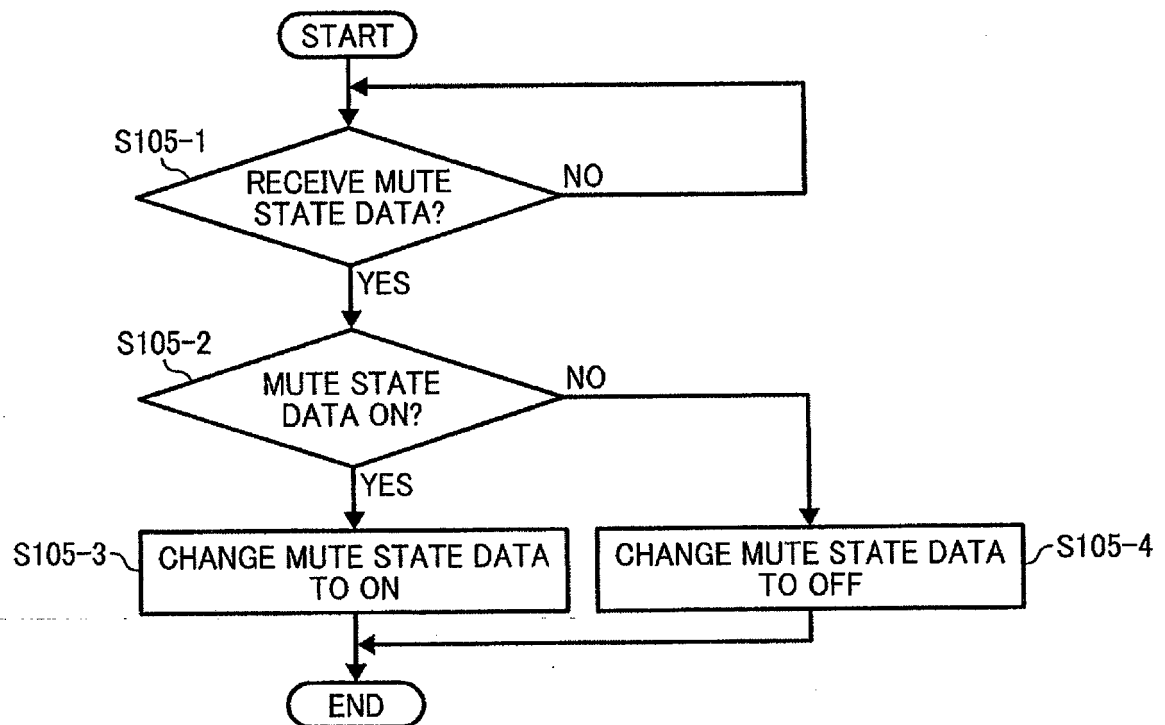 START
S105-1
RECEIVE MUTE
STATE DATA?
NO
YES
S105-2
MUTE STATE
DATA ON?
NO
YES
S105-3
CHANGE MUTE STATE DATA
TO ON
CHANGE MUTE STATE DATA
TO OFF
S105-4
END